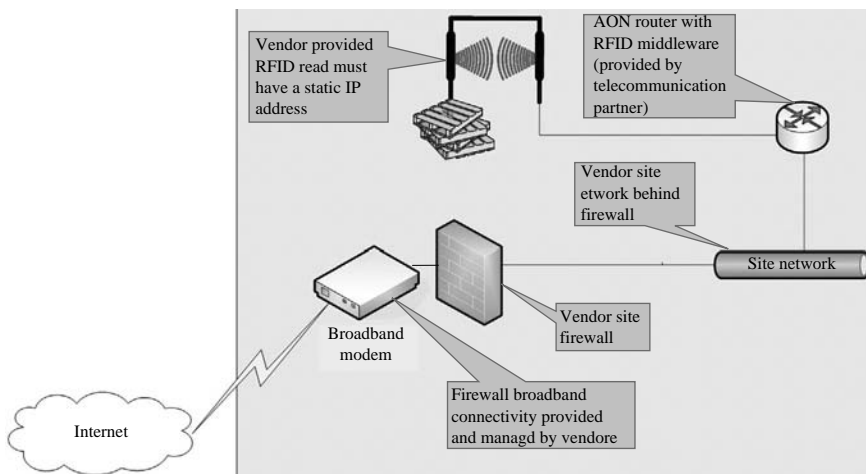 Vendor provided
RFID read must
have a static IP
address
AON router with
RFID middleware
(provided by
telecommunication
partner)
Vendor site
etwork behind
firewall
Site network
Vendor site
firewall
Broadband
modem
Firewall broadband
connectivity provided
and managd by vendore
Internet